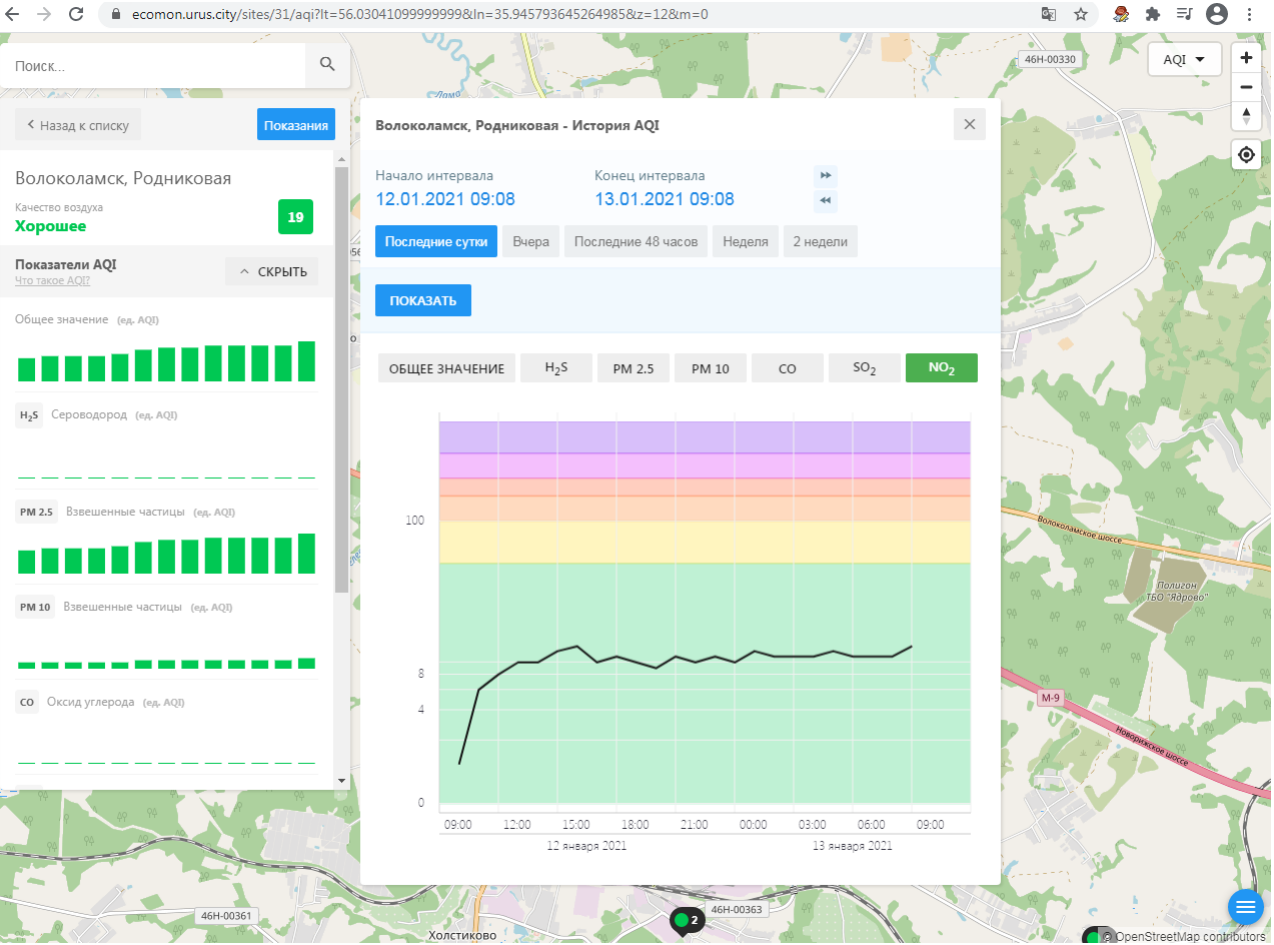 ecomon.urus.city/sites/31/aqi?lt=56.03041099999999&ln=35.945793645264985&z=12&m=0
Поиск...
46Н-00330
AQI
Лама
Назад к списку
Показания
Волоколамск, Родниковая - История AQI
Волоколамск, Родниковая
Качество воздуха
Хорошее
19
Начало интервала
Конец интервала
12.01.2021 09:08
13.01.2021 09:08
Последние сутки
Вчера
Последние 48 часов
Неделя
2 недели
Показатели AQI
Что такое AQI?
СКРЫТЬ
ПОКАЗАТЬ
Общее значение (ед. AQI)
ОБЩЕЕ ЗНАЧЕНИЕ
H2S
PM 2.5
PM 10
CO
SO2
NO2
H2S Сероводород (ед. AQI)
PM 2.5 Взвешенные частицы (ед. AQI)
PM 10 Взвешенные частицы (ед. AQI)
CO Оксид углерода (ед. AQI)
100
8
4
0
09:00
12:00
15:00
18:00
21:00
00:00
03:00
06:00
09:00
12 января 2021
13 января 2021
Волоколамское шоссе
Полигон
ТБО "Ядрово"
М-9
Новорижское шоссе
46Н-00361
46Н-00363
2
Холстиково
© OpenStreetMap contributors